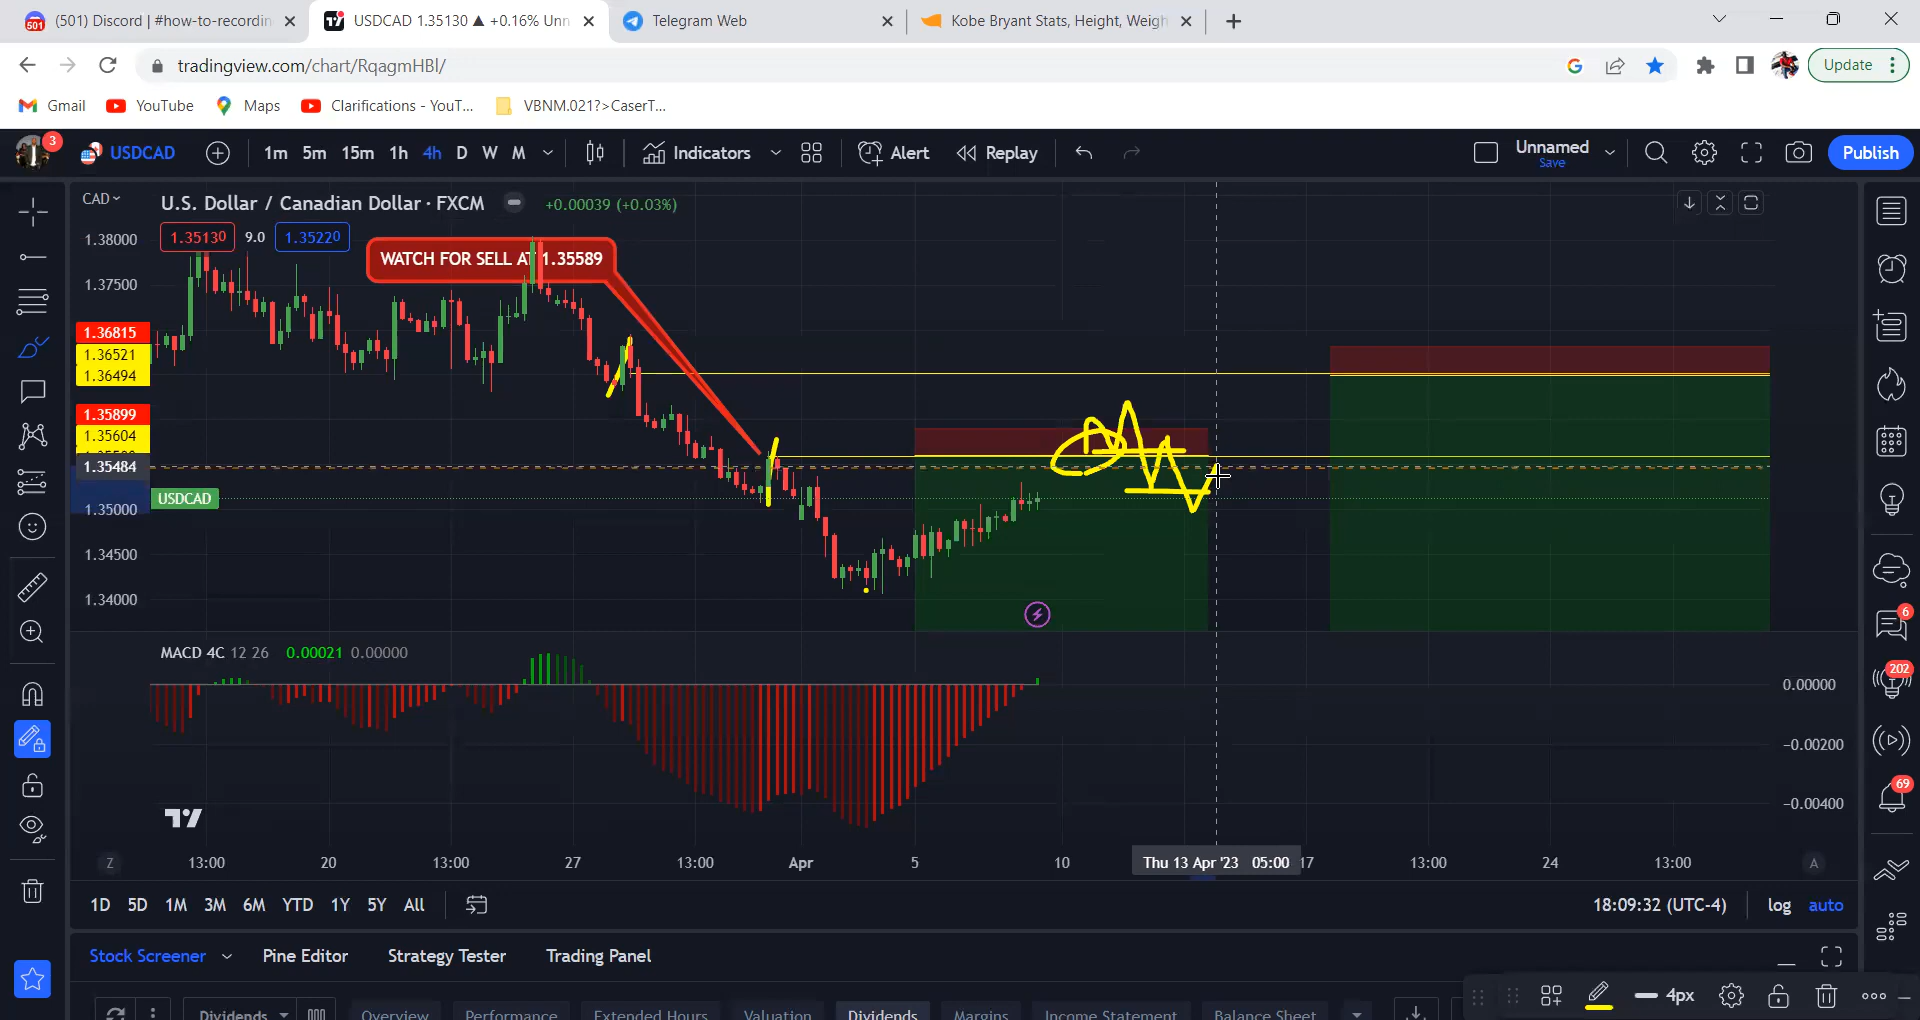 (501) Discord | #how-to-recordin
USDCAD 1.35130 ▲ +0.16% Unn
Telegram Web
Kobe Bryant Stats, Height, Weigh
tradingview.com/chart/RqagmHBl/
Update
Gmail
YouTube
Maps
Clarifications - YouT...
VBNM.021?>CaserT...
3
USDCAD
1m 5m 15m 1h 4h D W M
Indicators
Alert
Replay
Unnamed
Save
Publish
CAD
U.S. Dollar / Canadian Dollar · FXCM
+0.00039 (+0.03%)
1.35130 9.0 1.35220
WATCH FOR SELL AT 1.35589
1.38000
1.37500
1.36815
1.36521
1.36494
1.35899
1.35604
1.35484
USDCAD
1.35000
1.34500
1.34000
6
202
69
MACD 4C 12 26 0.00021 0.00000
0.00000
−0.00200
−0.00400
Z 13:00 20 13:00 27 13:00 Apr 5 10 Thu 13 Apr '23 05:00 17 13:00 24 13:00 A
1D 5D 1M 3M 6M YTD 1Y 5Y All
18:09:32 (UTC-4) log auto
Stock Screener Pine Editor Strategy Tester Trading Panel
4px
Dividends Overview Performance Extended Hours Valuation Dividends Margins Income Statement Balance Sheet